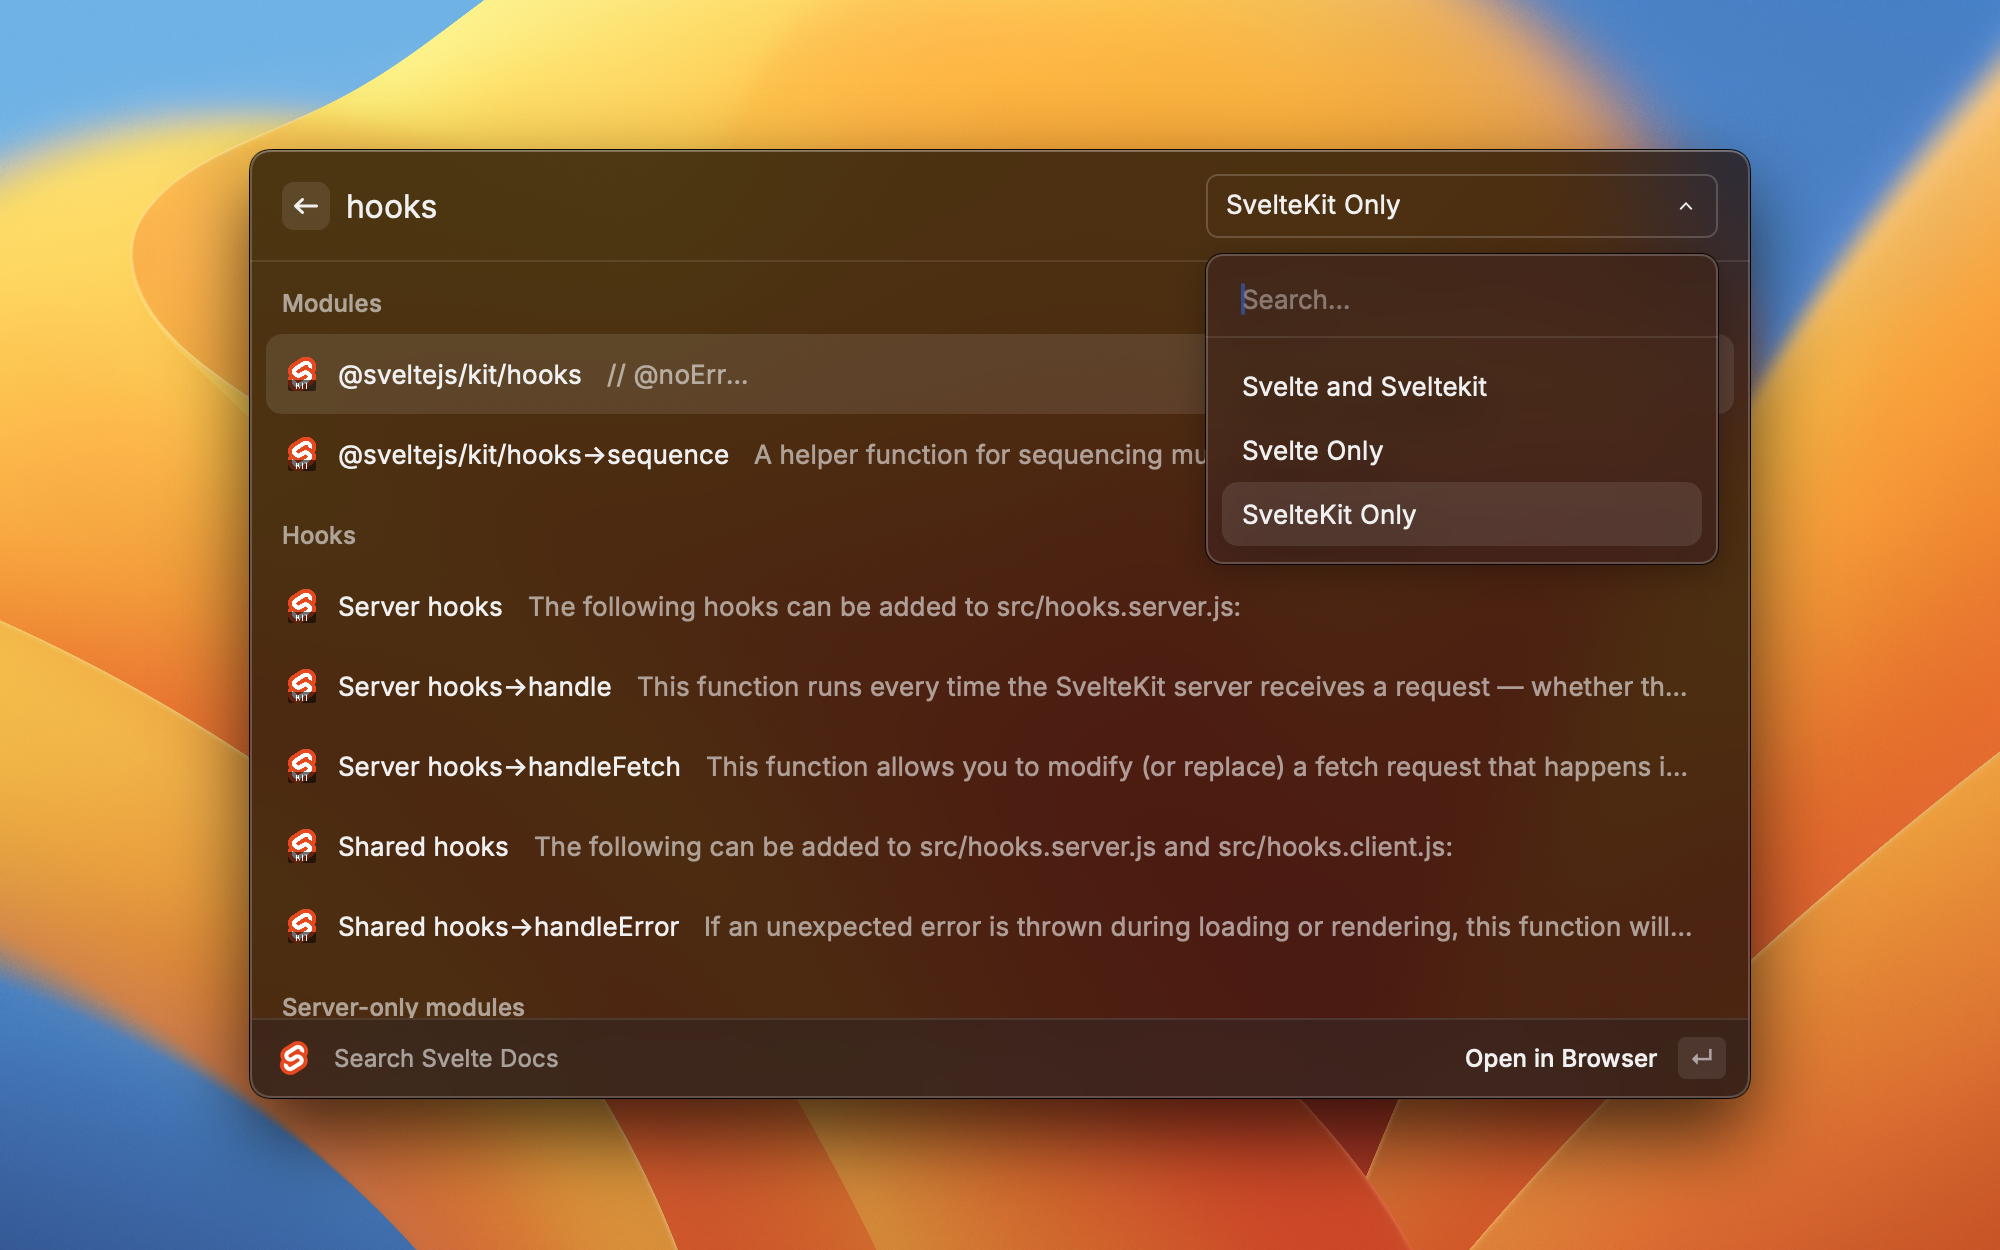 hooks
SvelteKit Only
Search...
Svelte and Sveltekit
Svelte Only
SvelteKit Only
Modules
@sveltejs/kit/hooks // @noErr...
@sveltejs/kit/hooks→sequence A helper function for sequencing mu
Hooks
Server hooks The following hooks can be added to src/hooks.server.js:
Server hooks→handle This function runs every time the SvelteKit server receives a request — whether th...
Server hooks→handleFetch This function allows you to modify (or replace) a fetch request that happens i...
Shared hooks The following can be added to src/hooks.server.js and src/hooks.client.js:
Shared hooks→handleError If an unexpected error is thrown during loading or rendering, this function will...
Server-only modules
Search Svelte Docs
Open in Browser